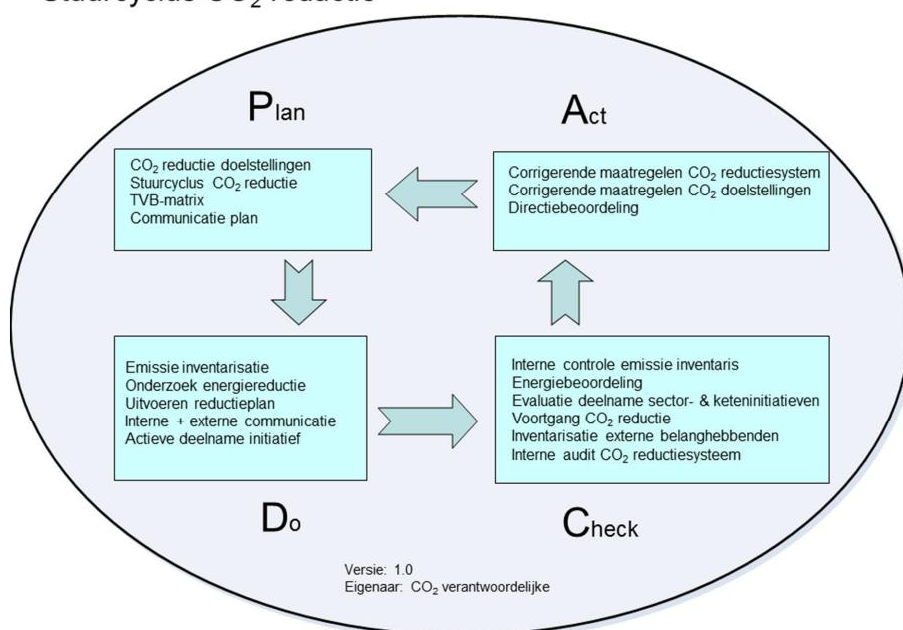 Stuurcyclus CO₂ reductie
Plan
CO₂ reductie doelstellingen
Stuurcyclus CO₂ reductie
TVB-matrix
Communicatie plan
Act
Corrigerende maatregelen CO₂ reductiesystem
Corrigerende maatregelen CO₂ doelstellingen
Directiebeoordeling
Emissie inventarisatie
Onderzoek energiereductie
Uitvoeren reductieplan
Interne + externe communicatie
Actieve deelname initiatief
Do
Interne controle emissie inventaris
Energiebeoordeling
Evaluatie deelname sector- & keteninitiatieven
Voortgang CO₂ reductie
Inventarisatie externe belanghebbenden
Interne audit CO₂ reductiesysteem
Check
Versie: 1.0
Eigenaar: CO₂ verantwoordelijke